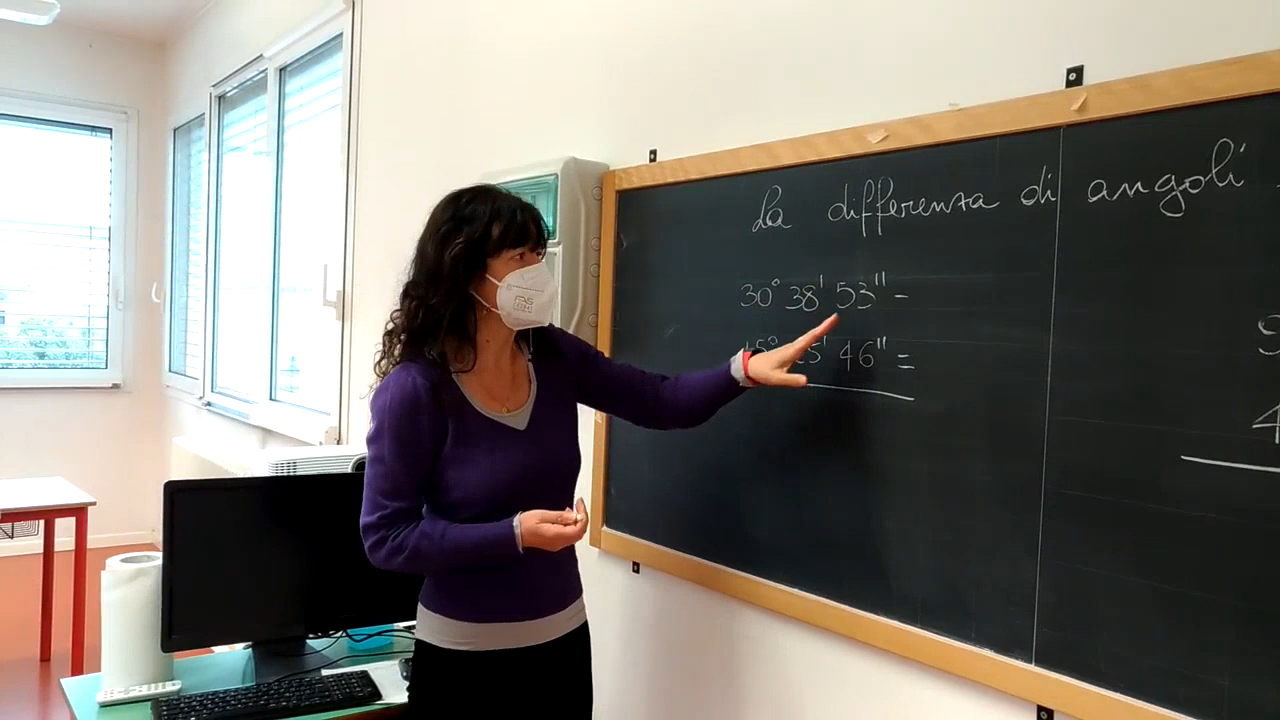 La differenza di angoli
30° 38' 53" -
46" =